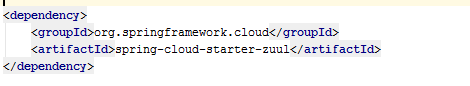 <dependency>
<groupId>org.springframework.cloud</groupId>
<artifactId>spring-cloud-starter-zuul</artifactId>
</dependency>